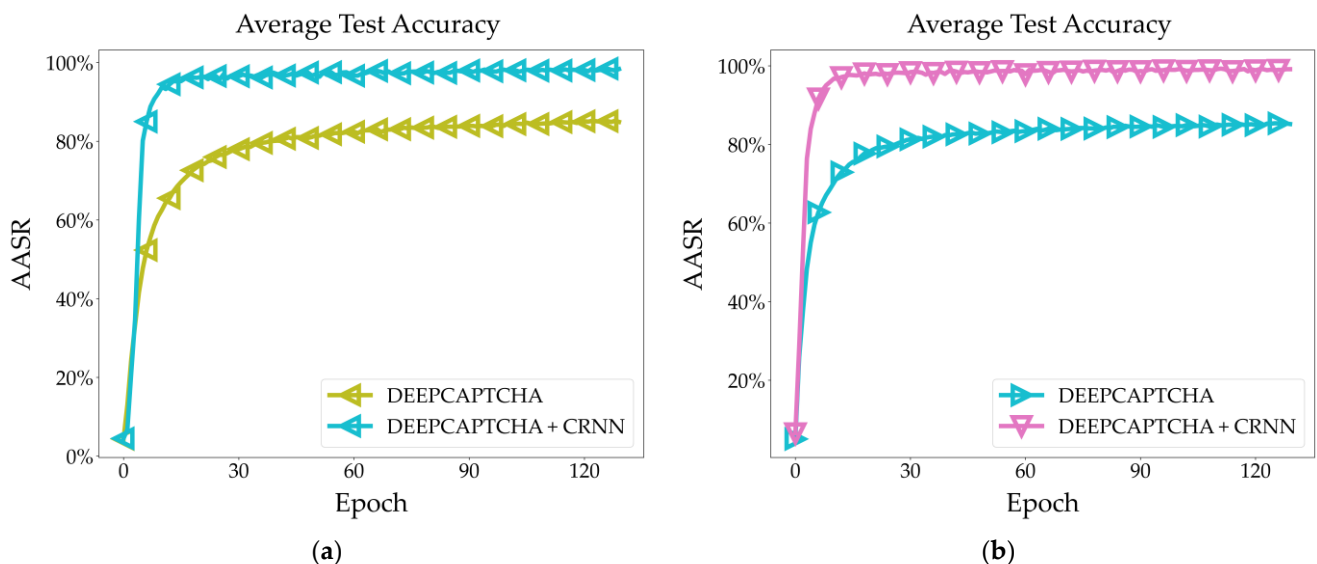 Average Test Accuracy
100%
80%
60%
40%
20%
0%
AASR
0 30 60 90 120
Epoch
DEEPCAPTCHA
DEEPCAPTCHA + CRNN
(a)
Average Test Accuracy
100%
80%
60%
40%
20%
AASR
0 30 60 90 120
Epoch
DEEPCAPTCHA
DEEPCAPTCHA + CRNN
(b)